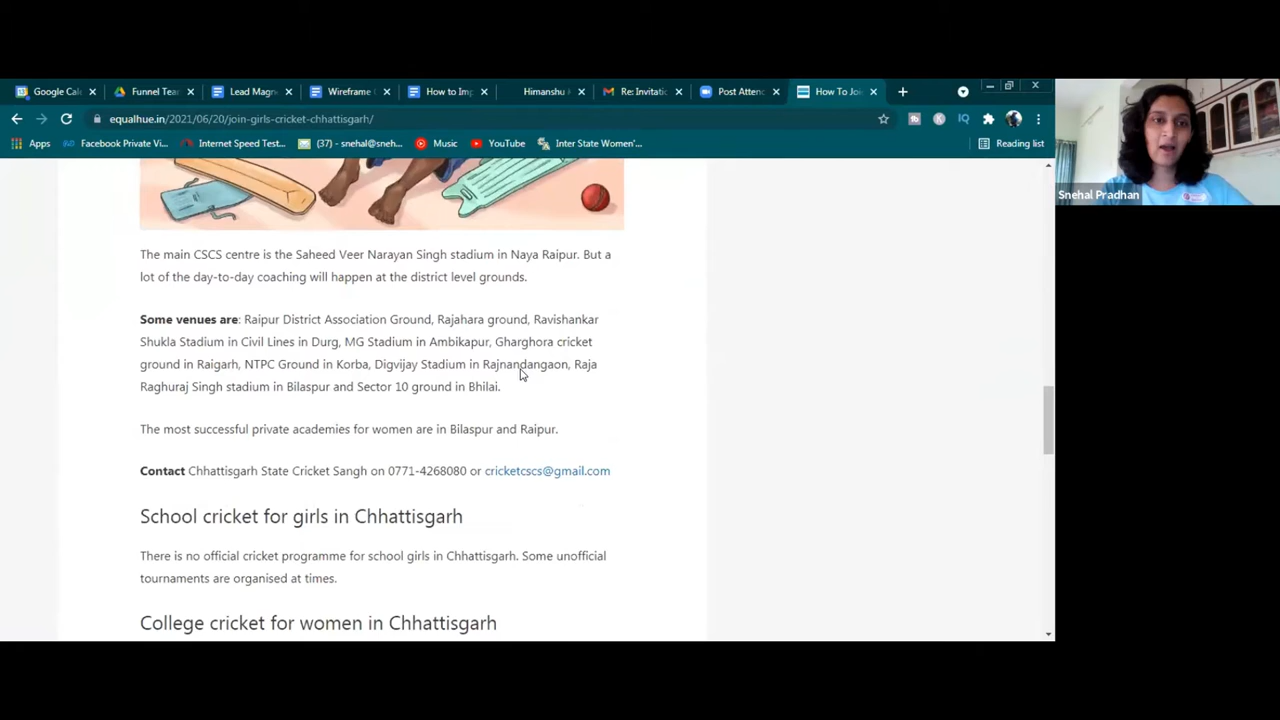 Google Cal
Funnel Tean
Lead Magn
Wireframe
How to Imp
Himanshu k
Re: Invitatio
Post Attend
How To Joi
equalhue.in/2021/06/20/join-girls-cricket-chhattisgarh/
Apps
Facebook Private Vi...
Internet Speed Test...
(37) - snehal@sneh...
Music
YouTube
Inter State Women'...
Reading list
Snehal Pradhan
The main CSCS centre is the Saheed Veer Narayan Singh stadium in Naya Raipur. But a
lot of the day-to-day coaching will happen at the district level grounds.
Some venues are: Raipur District Association Ground, Rajahara ground, Ravishankar
Shukla Stadium in Civil Lines in Durg, MG Stadium in Ambikapur, Gharghora cricket
ground in Raigarh, NTPC Ground in Korba, Digvijay Stadium in Rajnandangaon, Raja
Raghuraj Singh stadium in Bilaspur and Sector 10 ground in Bhilai.
The most successful private academies for women are in Bilaspur and Raipur.
Contact Chhattisgarh State Cricket Sangh on 0771-4268080 or cricketcscs@gmail.com
School cricket for girls in Chhattisgarh
There is no official cricket programme for school girls in Chhattisgarh. Some unofficial
tournaments are organised at times.
College cricket for women in Chhattisgarh